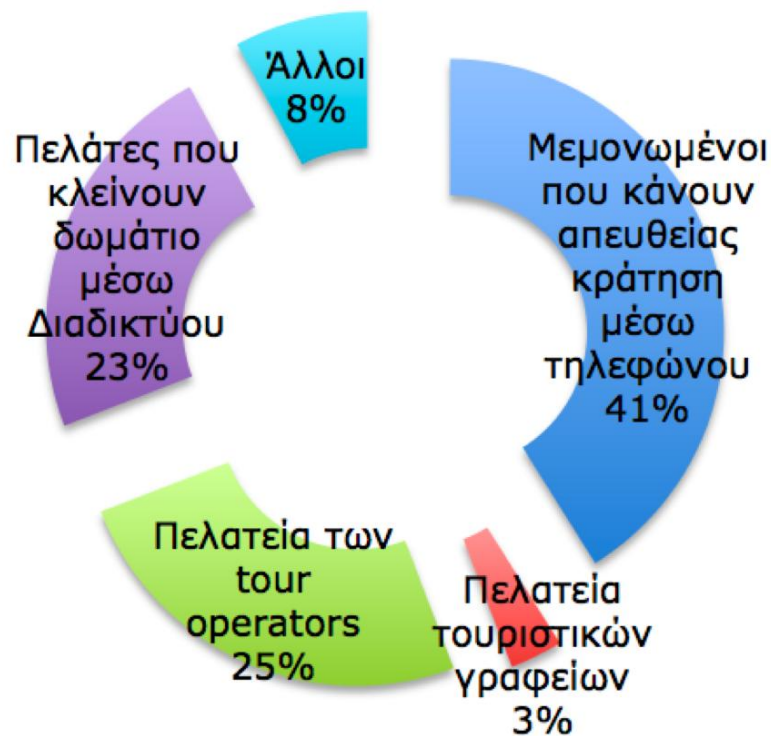 Άλλοι
8%
Μεμονωμένοι
που κάνουν
απευθείας
κράτηση
μέσω
τηλεφώνου
41%
Πελάτες που
κλείνουν
δωμάτιο
μέσω
Διαδικτύου
23%
Πελατεία των
tour
operators
25%
Πελατεία
τουριστικών
γραφείων
3%